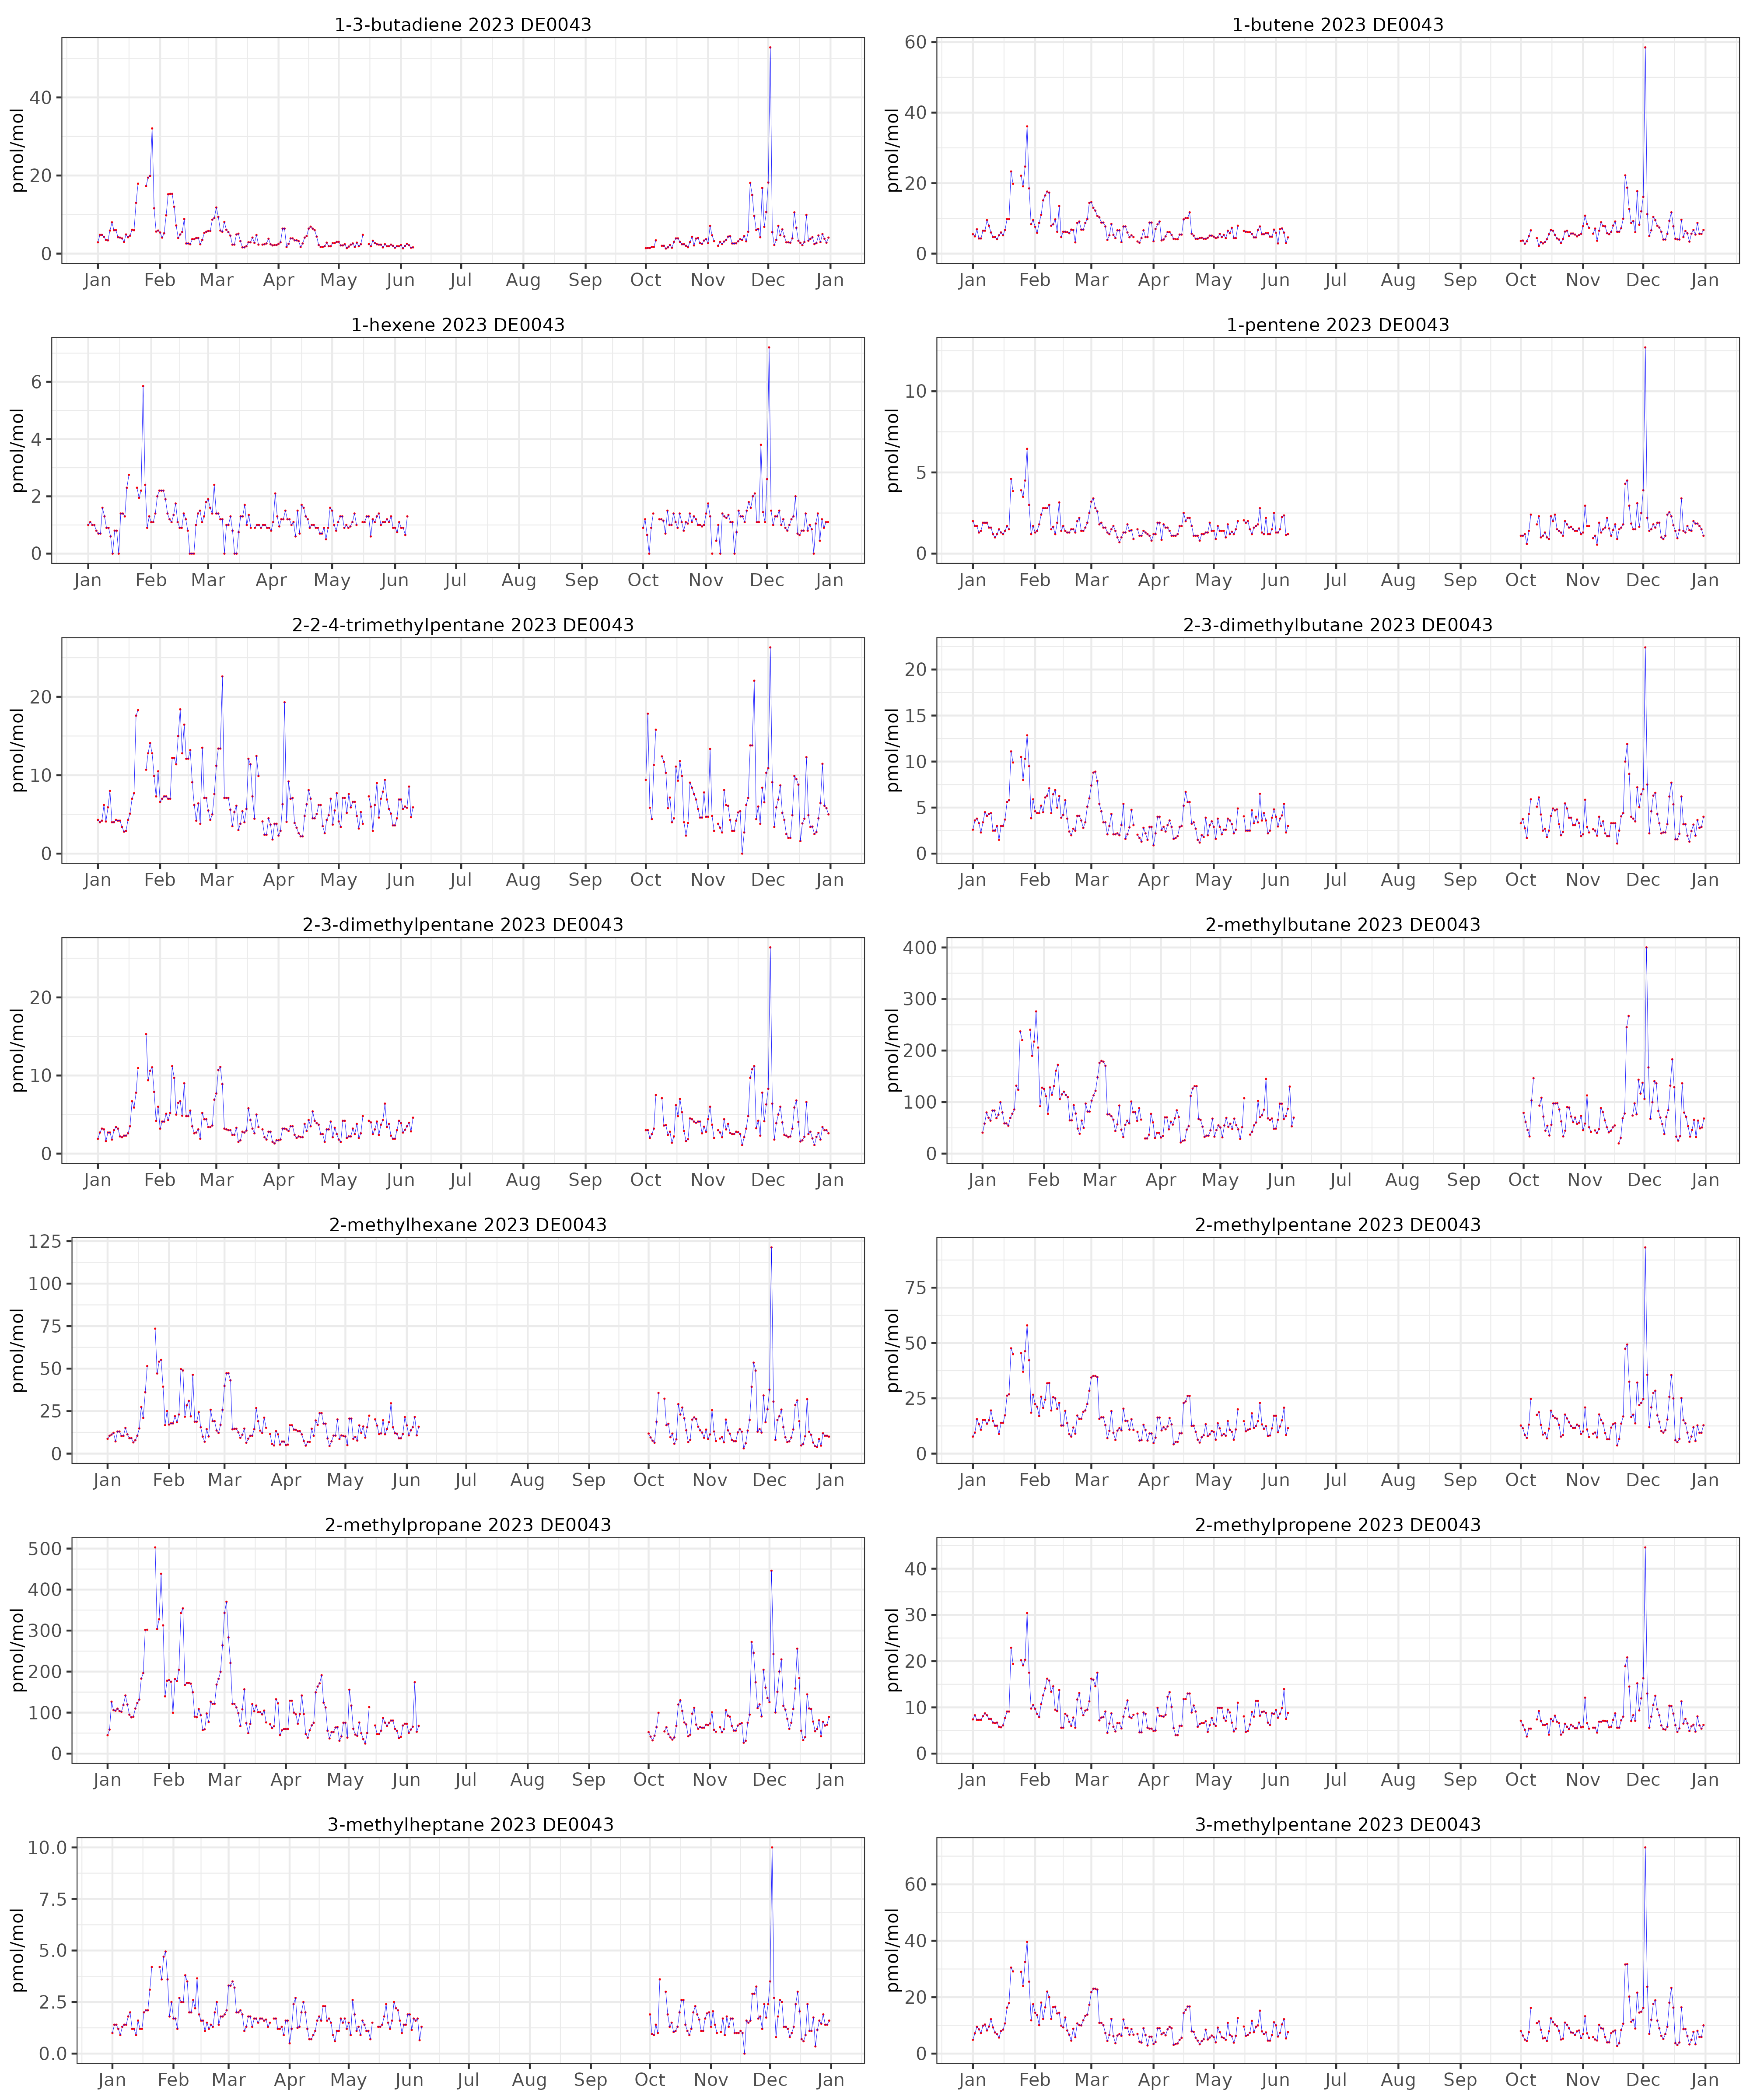 1-3-butadiene 2023 DE0043
pmol/mol
40
20
0
Jan Feb Mar Apr May Jun Jul Aug Sep Oct Nov Dec Jan
1-butene 2023 DE0043
pmol/mol
60
40
20
0
Jan Feb Mar Apr May Jun Jul Aug Sep Oct Nov Dec Jan
1-hexene 2023 DE0043
pmol/mol
6
4
2
0
Jan Feb Mar Apr May Jun Jul Aug Sep Oct Nov Dec Jan
1-pentene 2023 DE0043
pmol/mol
10
5
0
Jan Feb Mar Apr May Jun Jul Aug Sep Oct Nov Dec Jan
2-2-4-trimethylpentane 2023 DE0043
pmol/mol
20
10
0
Jan Feb Mar Apr May Jun Jul Aug Sep Oct Nov Dec Jan
2-3-dimethylbutane 2023 DE0043
pmol/mol
20
15
10
5
0
Jan Feb Mar Apr May Jun Jul Aug Sep Oct Nov Dec Jan
2-3-dimethylpentane 2023 DE0043
pmol/mol
20
10
0
Jan Feb Mar Apr May Jun Jul Aug Sep Oct Nov Dec Jan
2-methylbutane 2023 DE0043
pmol/mol
400
300
200
100
0
Jan Feb Mar Apr May Jun Jul Aug Sep Oct Nov Dec Jan
2-methylhexane 2023 DE0043
pmol/mol
125
100
75
50
25
0
Jan Feb Mar Apr May Jun Jul Aug Sep Oct Nov Dec Jan
2-methylpentane 2023 DE0043
pmol/mol
75
50
25
0
Jan Feb Mar Apr May Jun Jul Aug Sep Oct Nov Dec Jan
2-methylpropane 2023 DE0043
pmol/mol
500
400
300
200
100
0
Jan Feb Mar Apr May Jun Jul Aug Sep Oct Nov Dec Jan
2-methylpropene 2023 DE0043
pmol/mol
40
30
20
10
0
Jan Feb Mar Apr May Jun Jul Aug Sep Oct Nov Dec Jan
3-methylheptane 2023 DE0043
pmol/mol
10.0
7.5
5.0
2.5
0.0
Jan Feb Mar Apr May Jun Jul Aug Sep Oct Nov Dec Jan
3-methylpentane 2023 DE0043
pmol/mol
60
40
20
0
Jan Feb Mar Apr May Jun Jul Aug Sep Oct Nov Dec Jan